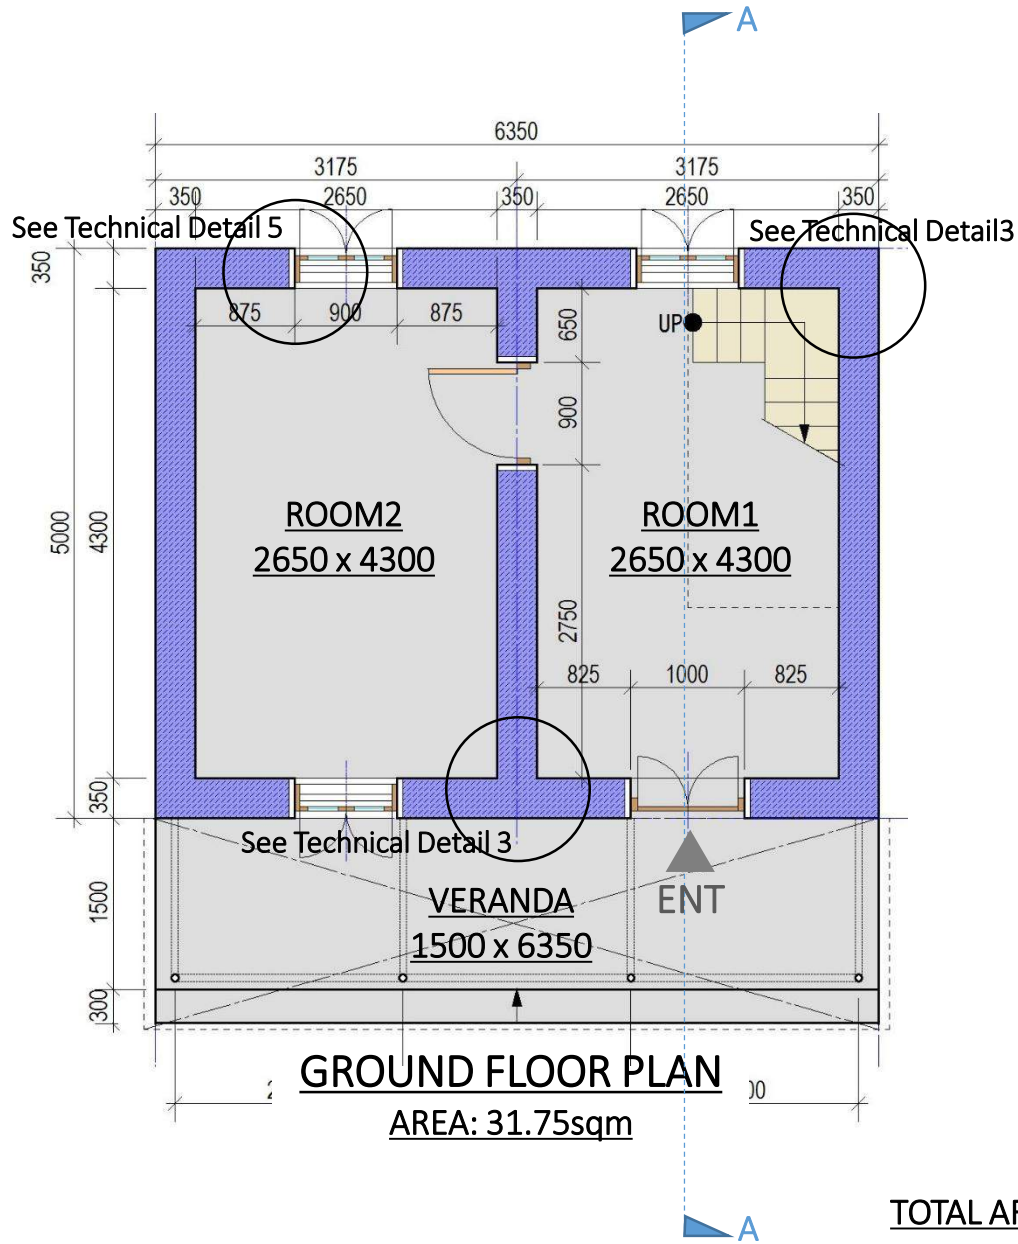 A
6350
3175
3175
350
2650
350
2650
350
See Technical Detail 5
See Technical Detail3
350
875
900
875
650
UP
900
5000
4300
ROOM2
2650 x 4300
ROOM1
2650 x 4300
2750
825
1000
825
350
See Technical Detail 3
1500
VERANDA
1500 x 6350
ENT
300
GROUND FLOOR PLAN
AREA: 31.75sqm
TOTAL
A